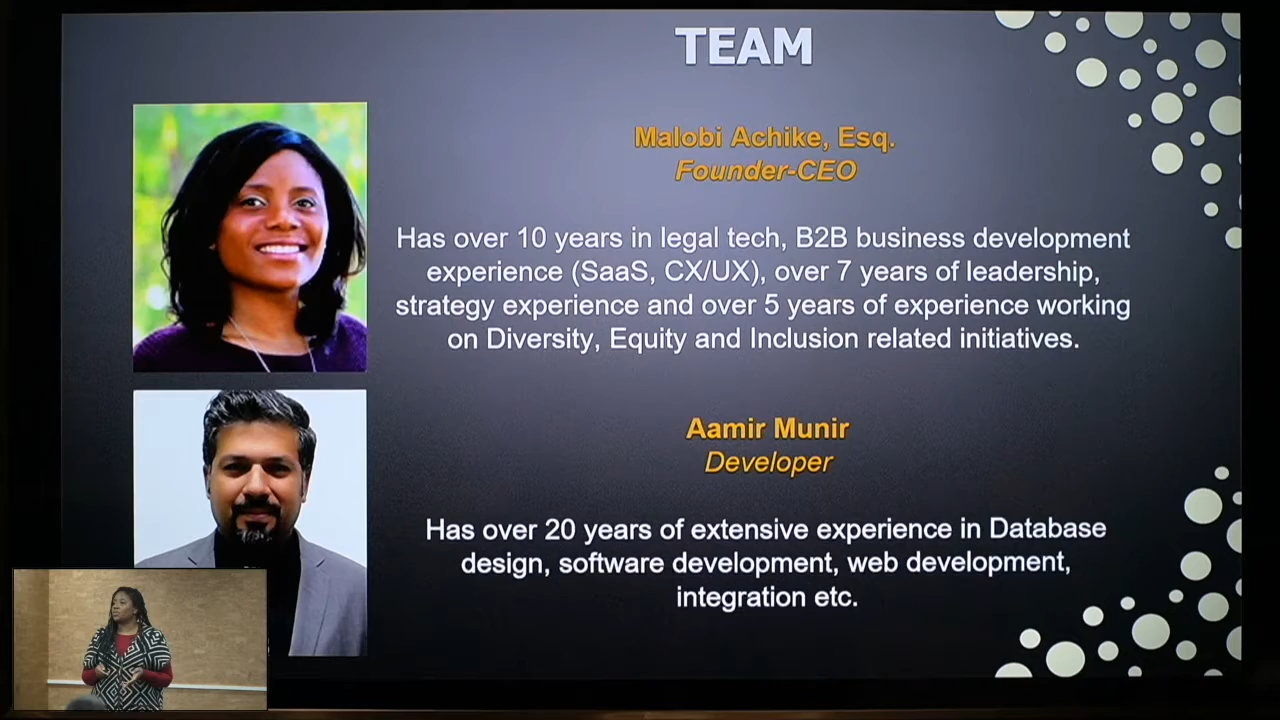 TEAM
Malobi Achike, Esq.
Founder-CEO
Has over 10 years in legal tech, B2B business development
experience (SaaS, CX/UX), over 7 years of leadership,
strategy experience and over 5 years of experience working
on Diversity, Equity and Inclusion related initiatives.
Aamir Munir
Developer
Has over 20 years of extensive experience in Database
design, software development, web development,
integration etc.